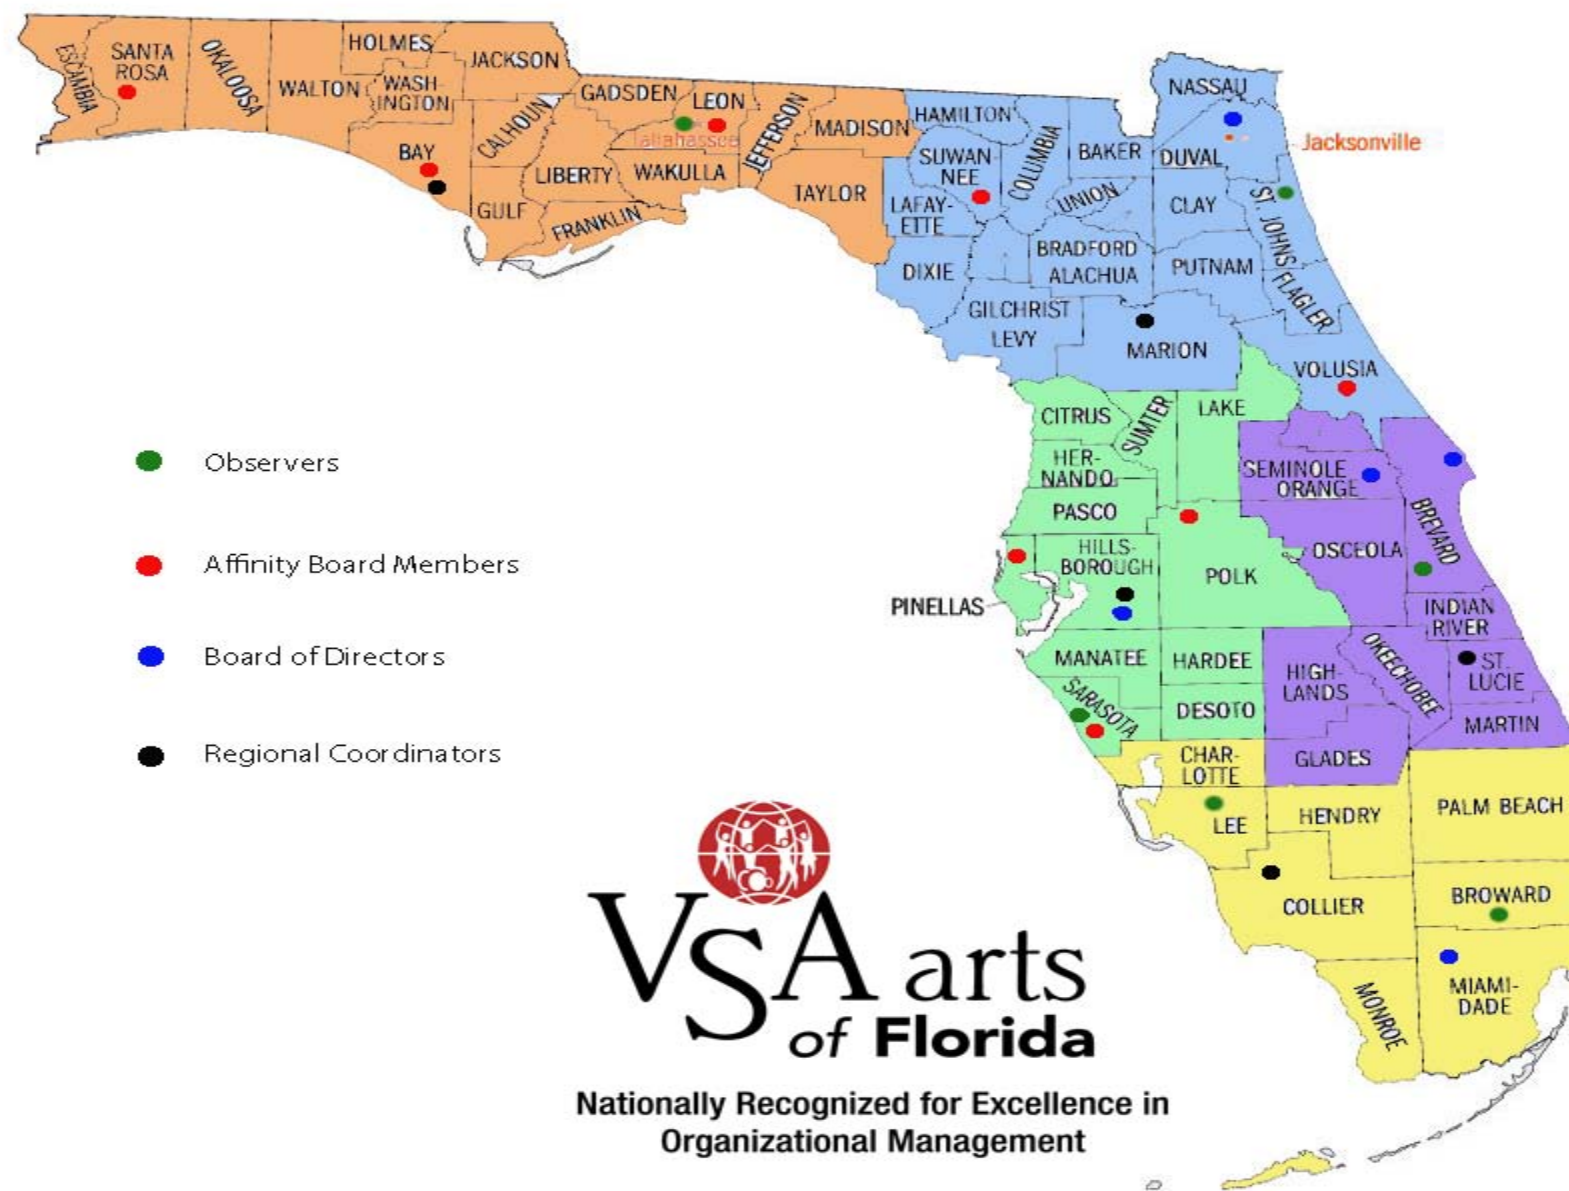 ESCAMBIA
SANTA
ROSA
OKALOOSA
WALTON
HOLMES
WASH-
INGTON
JACKSON
BAY
CALHOUN
GULF
LIBERTY
FRANKLIN
GADSDEN
LEON
Tallahassee
WAKULLA
JEFFERSON
MADISON
TAYLOR
HAMILTON
SUWAN-
NEE
LAFAY-
ETTE
DIXIE
COLUMBIA
BAKER
UNION
BRADFORD
ALACHUA
GILCHRIST
LEVY
MARION
NASSAU
DUVAL
Jacksonville
CLAY
ST. JOHNS
PUTNAM
FLAGLER
VOLUSIA
CITRUS
SUMTER
LAKE
HER-
NANDO
PASCO
HILLS-
BOROUGH
PINELLAS
POLK
MANATEE
HARDEE
SARASOTA
DESOTO
SEMINOLE
ORANGE
BREVARD
OSCEOLA
INDIAN
RIVER
OKEECHOBEE
ST.
LUCIE
HIGH-
LANDS
MARTIN
GLADES
CHAR-
LOTTE
LEE
HENDRY
PALM BEACH
COLLIER
BROWARD
MONROE
MIAMI-
DADE
Observers
Affinity Board Members
Board of Directors
Regional Coordinators
VSA arts
of Florida
Nationally Recognized for Excellence in
Organizational Management